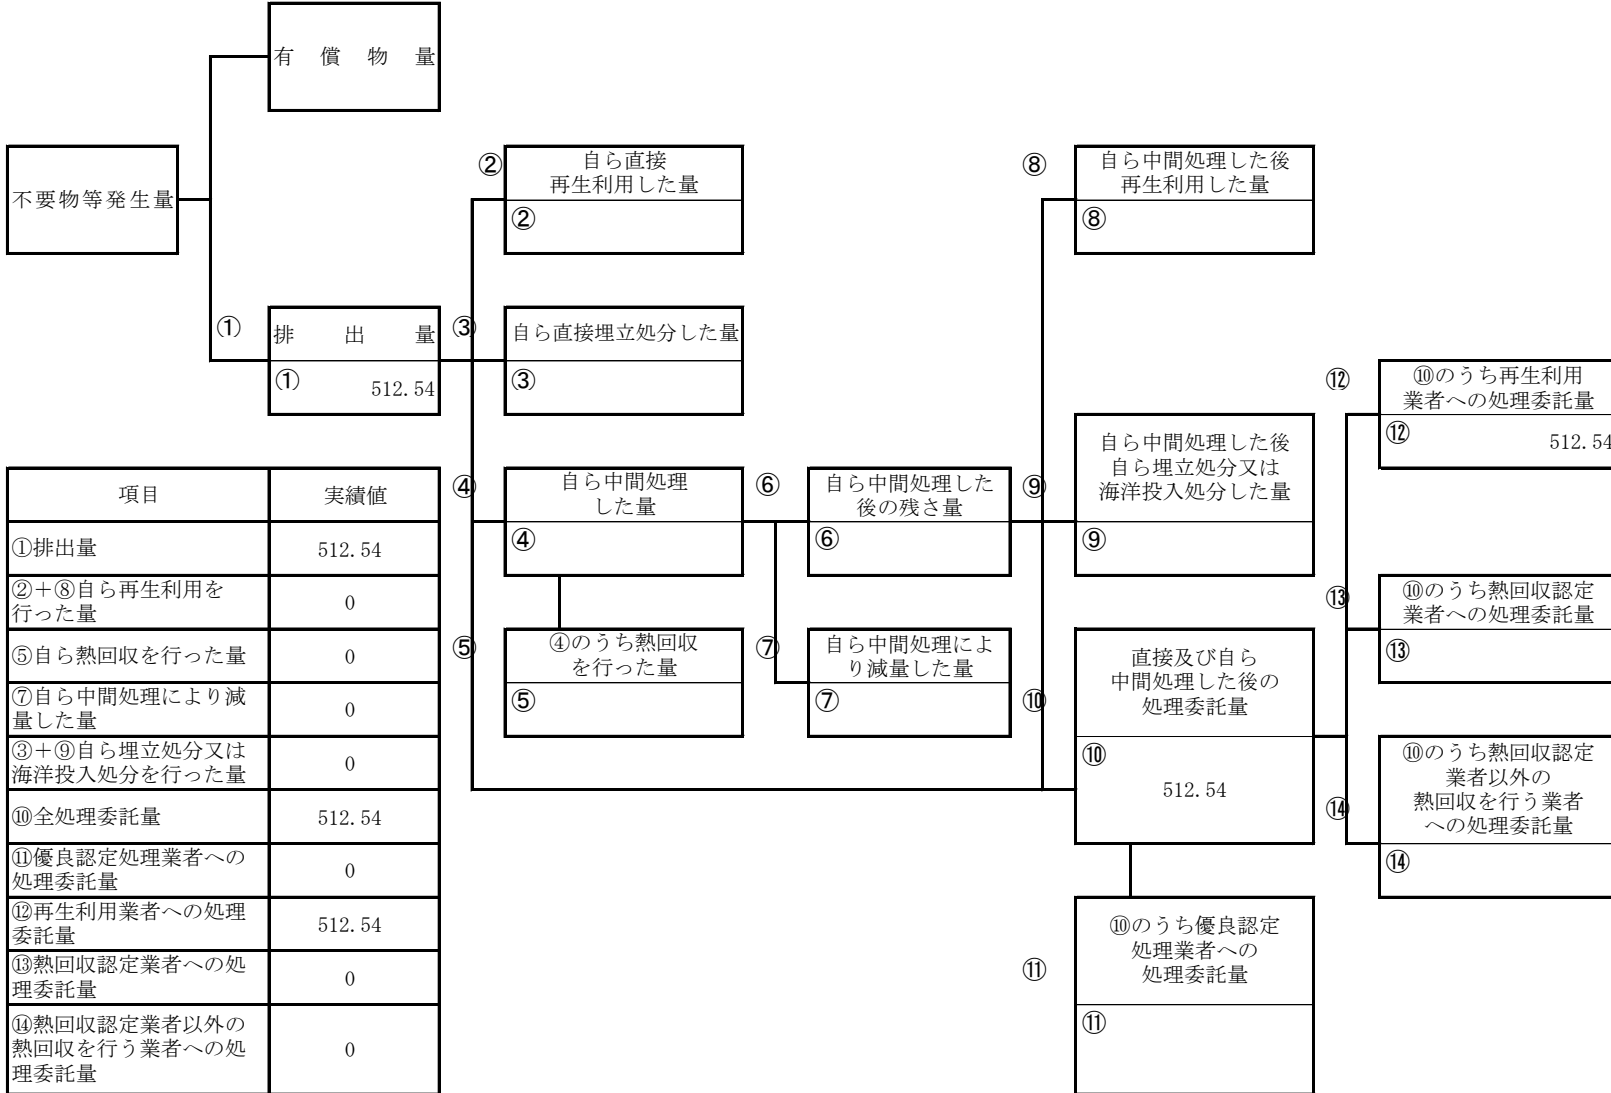 有償物量
不要物等発生量
②
自ら直接
再生利用した量
②
⑧
自ら中間処理した後
再生利用した量
⑧
①
排出量
①
512.54
③
自ら直接埋立処分した量
③
⑫
⑩のうち再生利用
業者への処理委託量
⑫
512.54
④
自ら中間処理
した量
④
⑥
自ら中間処理した
後の残さ量
⑥
⑨
自ら中間処理した後
自ら埋立処分又は
海洋投入処分した量
⑨
⑬
⑩のうち熱回収認定
業者への処理委託量
⑬
⑤
④のうち熱回収
を行った量
⑤
⑦
自ら中間処理によ
り減量した量
⑦
⑩
直接及び自ら
中間処理した後の
処理委託量
⑩
512.54
⑭
⑩のうち熱回収認定
業者以外の
熱回収を行う業者
への処理委託量
⑭
⑪
⑩のうち優良認定
処理業者への
処理委託量
⑪
項目
実績値
①排出量
512.54
②＋⑧自ら再生利用を
行った量
0
⑤自ら熱回収を行った量
0
⑦自ら中間処理により減
量した量
0
③＋⑨自ら埋立処分又は
海洋投入処分を行った量
0
⑩全処理委託量
512.54
⑪優良認定処理業者への
処理委託量
0
⑫再生利用業者への処理
委託量
512.54
⑬熱回収認定業者への処
理委託量
0
⑭熱回収認定業者以外の
熱回収を行う業者への処
理委託量
0